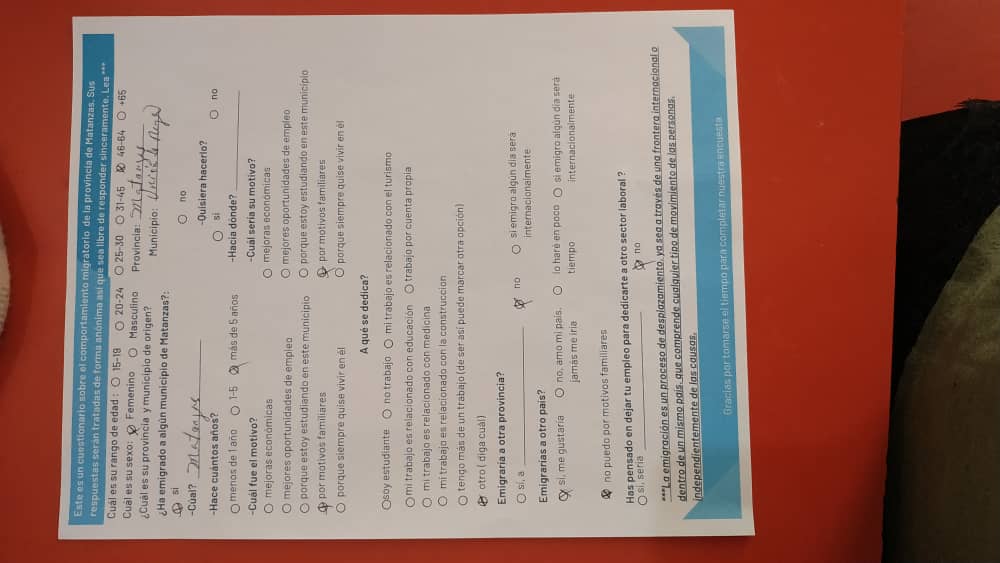 Este es un cuestionario sobre el comportamiento migratorio de la provincia de Matanzas. Sus
respuestas serán tratadas de forma anónima así que sea libre de responder sinceramente. Lea ***
Cuál es su rango de edad : 15-19 20-24 25-30 31-45 46-64 +65
Cuál es su sexo: Femenino Masculino
¿Cuál es su provincia y municipio de origen? Provincia: Matanzas
Municipio: Unión de Reyes
¿Ha emigrado a algún municipio de Matanzas?:
si
no
-Cúal? Matanzas
-Quisiera hacerlo?
si no
-Hace cuántos años?
-Hacia dónde?
menos de 1 año 1-5 más de 5 años
-Cuál fue el motivo?
-Cuál sería su motivo?
mejoras económicas
mejoras económicas
mejores oportunidades de empleo
mejores oportunidades de empleo
porque estoy estudiando en este municipio
porque estoy estudiando en este municipio
por motivos familiares
por motivos familiares
porque siempre quise vivir en él
porque siempre quise vivir en él
A qué se dedica?
soy estudiante no trabajo mi trabajo es relacionado con el turismo
mi trabajo es relacionado con educación trabajo por cuenta propia
mi trabajo es relacionado con medicina
mi trabajo es relacionado con la construccion
tengo más de un trabajo (de ser así puede marcar otra opción)
otro ( diga cuál)
Emigraría a otra provincia?
sí, a no si emigro algún día sera
internacionalmente
Emigrarías a otro país?
si, me gustaría no, amo mi país, lo haré en poco si emigro algún día será
jamás me iría tiempo internacionalmente
no puedo por motivos familiares
Has pensado en dejar tu empleo para dedicarte a otro sector laboral ?
si, sería no
***La emigración es un proceso de desplazamiento, ya sea a través de una frontera internacional o
dentro de un mismo país, que comprende cualquier tipo de movimiento de las personas,
independientemente de las causas.
Gracias por tomarse el tiempo para completar nuestra encuesta